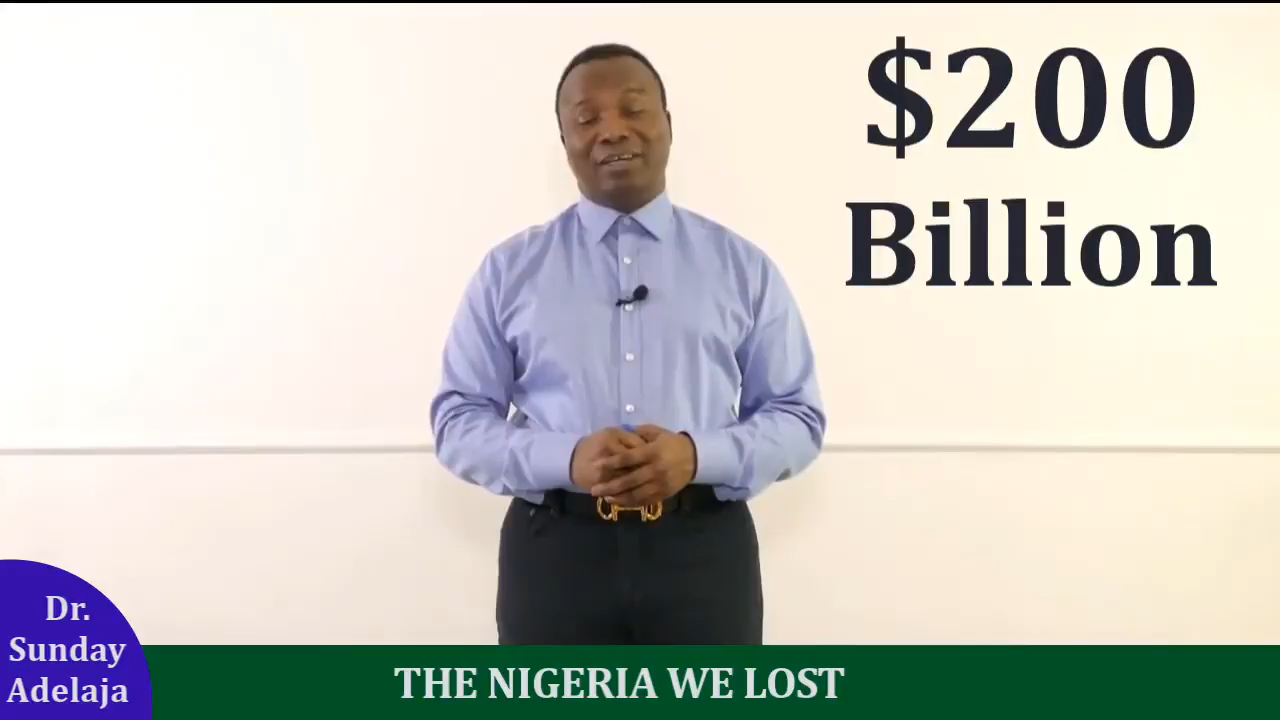 $200
Billion
Dr.
Sunday
Adelaja
THE NIGERIA WE LOST